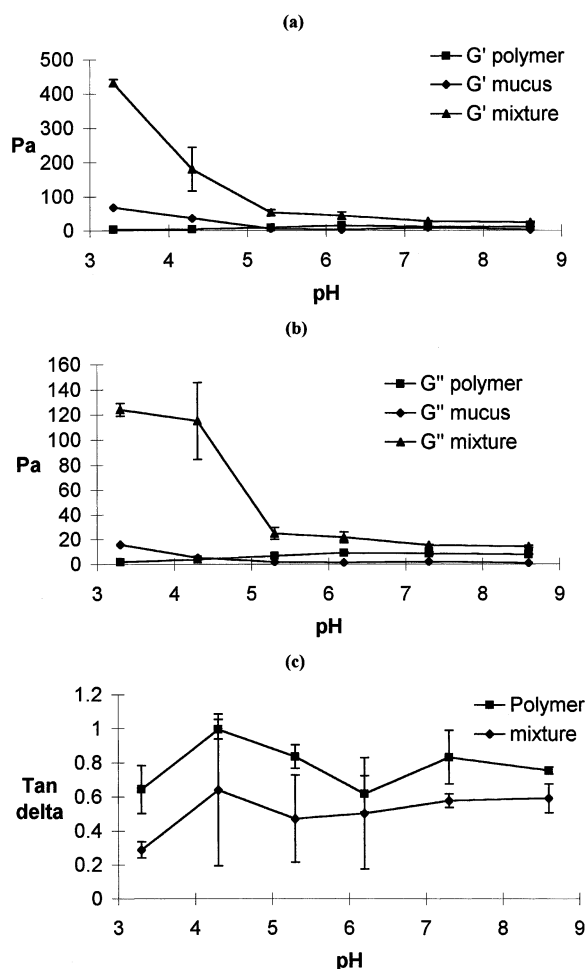 (a)
500
400
300
200
100
0
Pa
G' polymer
G' mucus
G' mixture
3 4 5 6 7 8 9
pH
(b)
160
140
120
100
80
60
40
20
0
Pa
G" polymer
G" mucus
G" mixture
3 4 5 6 7 8 9
pH
(c)
1.2
1
0.8
0.6
0.4
0.2
0
Tan
delta
Polymer
mixture
3 4 5 6 7 8 9
pH